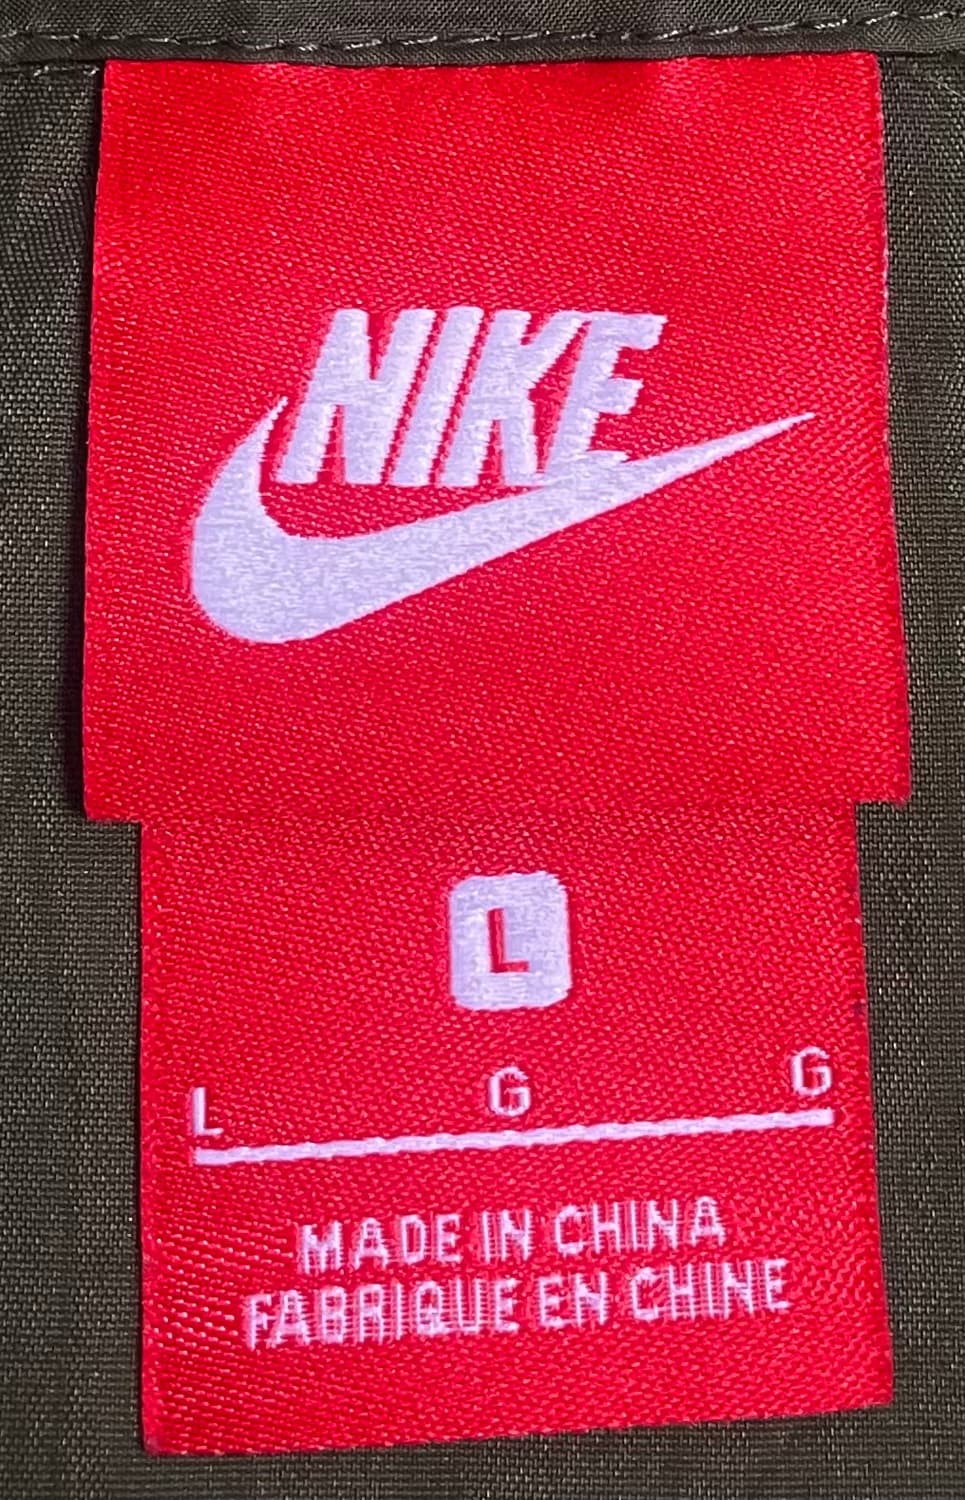 NIKE
L
L G G
MADE IN CHINA
FABRIQUE EN CHINE